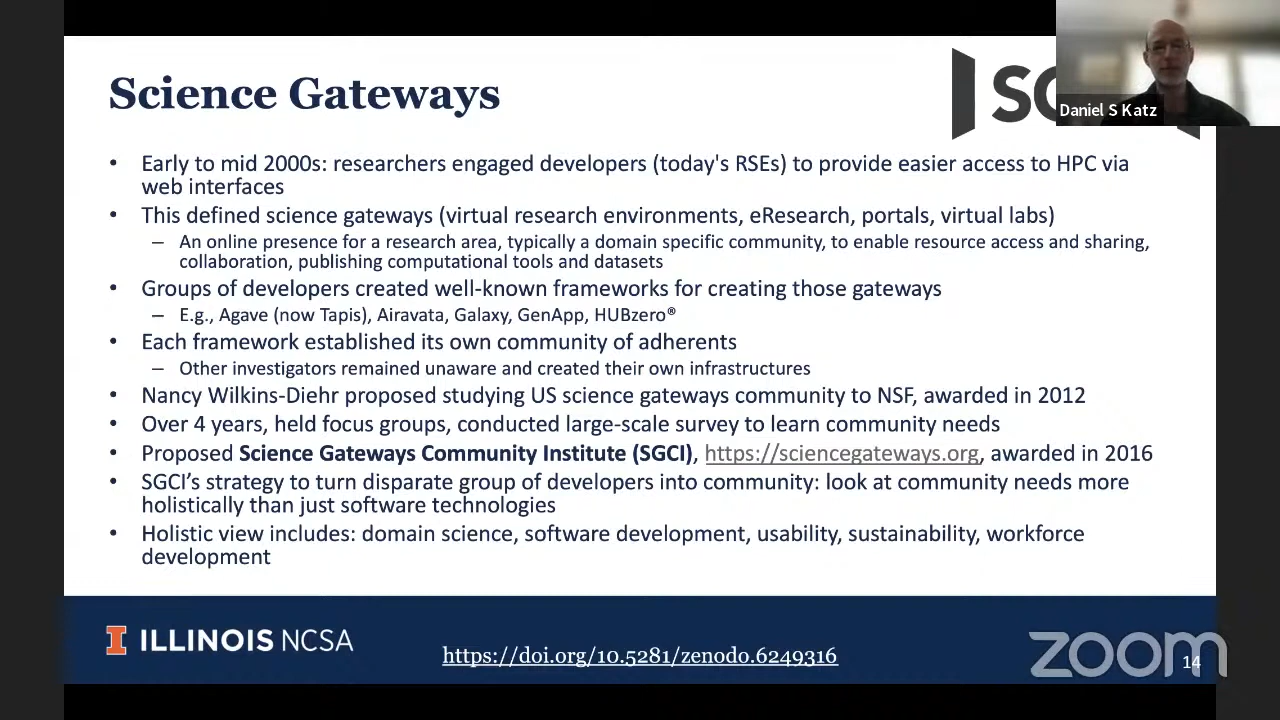 Science Gateways
SG
Daniel S Katz
• Early to mid 2000s: researchers engaged developers (today's RSEs) to provide easier access to HPC via
web interfaces
• This defined science gateways (virtual research environments, eResearch, portals, virtual labs)
– An online presence for a research area, typically a domain specific community, to enable resource access and sharing,
collaboration, publishing computational tools and datasets
• Groups of developers created well-known frameworks for creating those gateways
– E.g., Agave (now Tapis), Airavata, Galaxy, GenApp, HUBzero®
• Each framework established its own community of adherents
– Other investigators remained unaware and created their own infrastructures
• Nancy Wilkins-Diehr proposed studying US science gateways community to NSF, awarded in 2012
• Over 4 years, held focus groups, conducted large-scale survey to learn community needs
• Proposed Science Gateways Community Institute (SGCI), https://sciencegateways.org, awarded in 2016
• SGCI’s strategy to turn disparate group of developers into community: look at community needs more
holistically than just software technologies
• Holistic view includes: domain science, software development, usability, sustainability, workforce
development
I ILLINOIS NCSA
https://doi.org/10.5281/zenodo.6249316
zoom
14